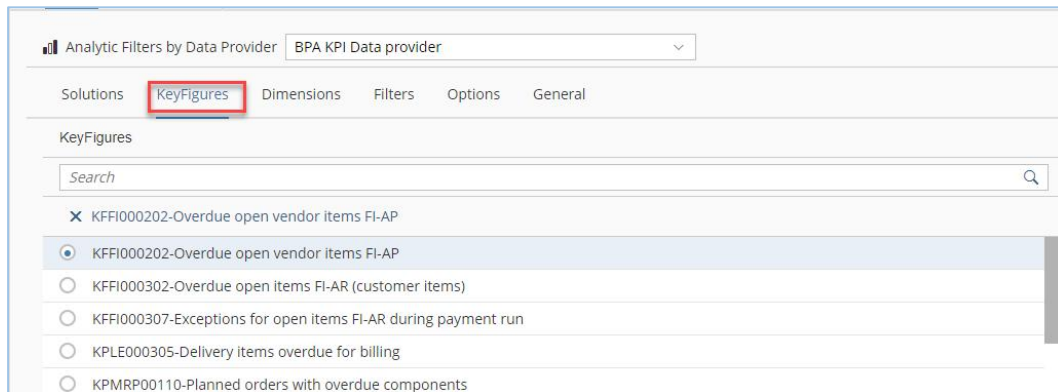 Analytic Filters by Data Provider BPA KPI Data provider
Solutions KeyFigures Dimensions Filters Options General
KeyFigures
Search
KFFI000202-Overdue open vendor items FI-AP
KFFI000202-Overdue open vendor items FI-AP
KFFI000302-Overdue open items FI-AR (customer items)
KFFI000307-Exceptions for open items FI-AR during payment run
KPLE000305-Delivery items overdue for billing
KPMRP00110-Planned orders with overdue components